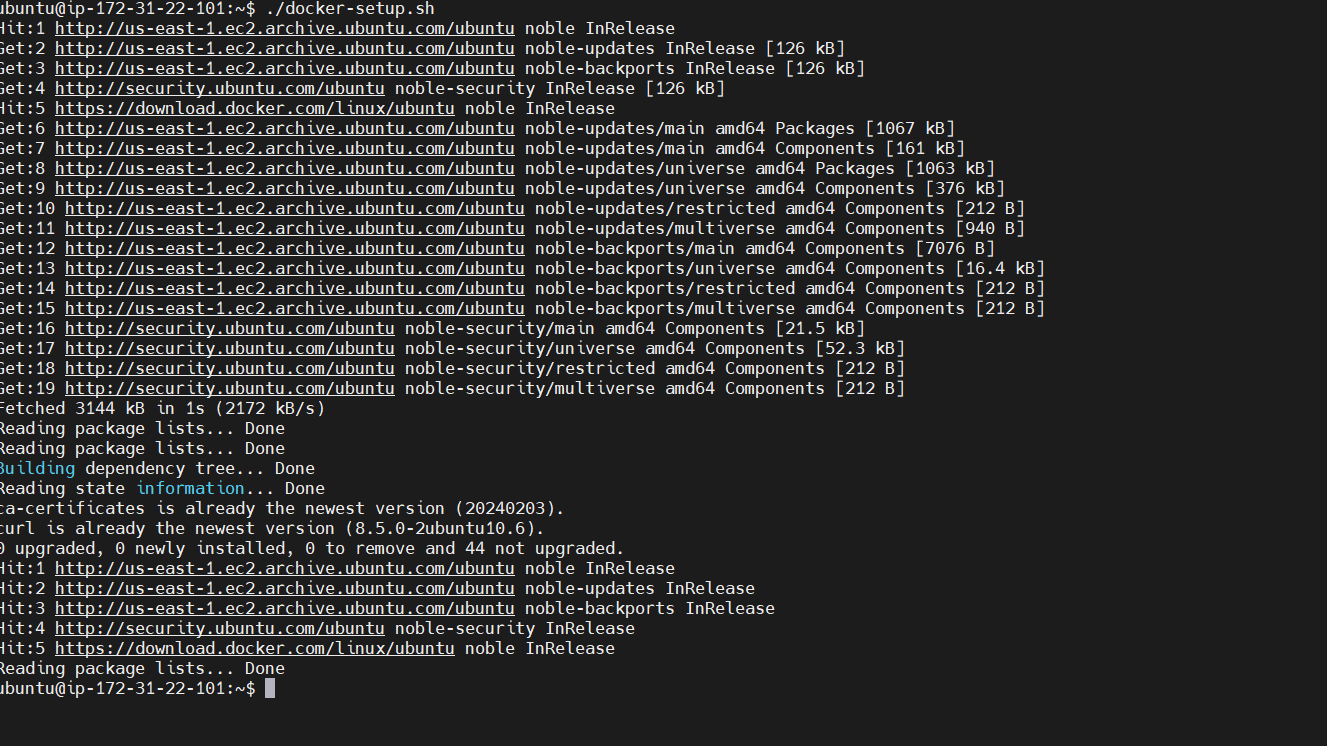 ubuntu@ip-172-31-22-101:~$ ./docker-setup.sh
Hit:1 http://us-east-1.ec2.archive.ubuntu.com/ubuntu noble InRelease
Get:2 http://us-east-1.ec2.archive.ubuntu.com/ubuntu noble-updates InRelease [126 kB]
Get:3 http://us-east-1.ec2.archive.ubuntu.com/ubuntu noble-backports InRelease [126 kB]
Get:4 http://security.ubuntu.com/ubuntu noble-security InRelease [126 kB]
Hit:5 https://download.docker.com/linux/ubuntu noble InRelease
Get:6 http://us-east-1.ec2.archive.ubuntu.com/ubuntu noble-updates/main amd64 Packages [1067 kB]
Get:7 http://us-east-1.ec2.archive.ubuntu.com/ubuntu noble-updates/main amd64 Components [161 kB]
Get:8 http://us-east-1.ec2.archive.ubuntu.com/ubuntu noble-updates/universe amd64 Packages [1063 kB]
Get:9 http://us-east-1.ec2.archive.ubuntu.com/ubuntu noble-updates/universe amd64 Components [376 kB]
Get:10 http://us-east-1.ec2.archive.ubuntu.com/ubuntu noble-updates/restricted amd64 Components [212 B]
Get:11 http://us-east-1.ec2.archive.ubuntu.com/ubuntu noble-updates/multiverse amd64 Components [940 B]
Get:12 http://us-east-1.ec2.archive.ubuntu.com/ubuntu noble-backports/main amd64 Components [7076 B]
Get:13 http://us-east-1.ec2.archive.ubuntu.com/ubuntu noble-backports/universe amd64 Components [16.4 kB]
Get:14 http://us-east-1.ec2.archive.ubuntu.com/ubuntu noble-backports/restricted amd64 Components [212 B]
Get:15 http://us-east-1.ec2.archive.ubuntu.com/ubuntu noble-backports/multiverse amd64 Components [212 B]
Get:16 http://security.ubuntu.com/ubuntu noble-security/main amd64 Components [21.5 kB]
Get:17 http://security.ubuntu.com/ubuntu noble-security/universe amd64 Components [52.3 kB]
Get:18 http://security.ubuntu.com/ubuntu noble-security/restricted amd64 Components [212 B]
Get:19 http://security.ubuntu.com/ubuntu noble-security/multiverse amd64 Components [212 B]
Fetched 3144 kB in 1s (2172 kB/s)
Reading package lists... Done
Reading package lists... Done
Building dependency tree... Done
Reading state information... Done
ca-certificates is already the newest version (20240203).
curl is already the newest version (8.5.0-2ubuntu10.6).
0 upgraded, 0 newly installed, 0 to remove and 44 not upgraded.
Hit:1 http://us-east-1.ec2.archive.ubuntu.com/ubuntu noble InRelease
Hit:2 http://us-east-1.ec2.archive.ubuntu.com/ubuntu noble-updates InRelease
Hit:3 http://us-east-1.ec2.archive.ubuntu.com/ubuntu noble-backports InRelease
Hit:4 http://security.ubuntu.com/ubuntu noble-security InRelease
Hit:5 https://download.docker.com/linux/ubuntu noble InRelease
Reading package lists... Done
ubuntu@ip-172-31-22-101:~$